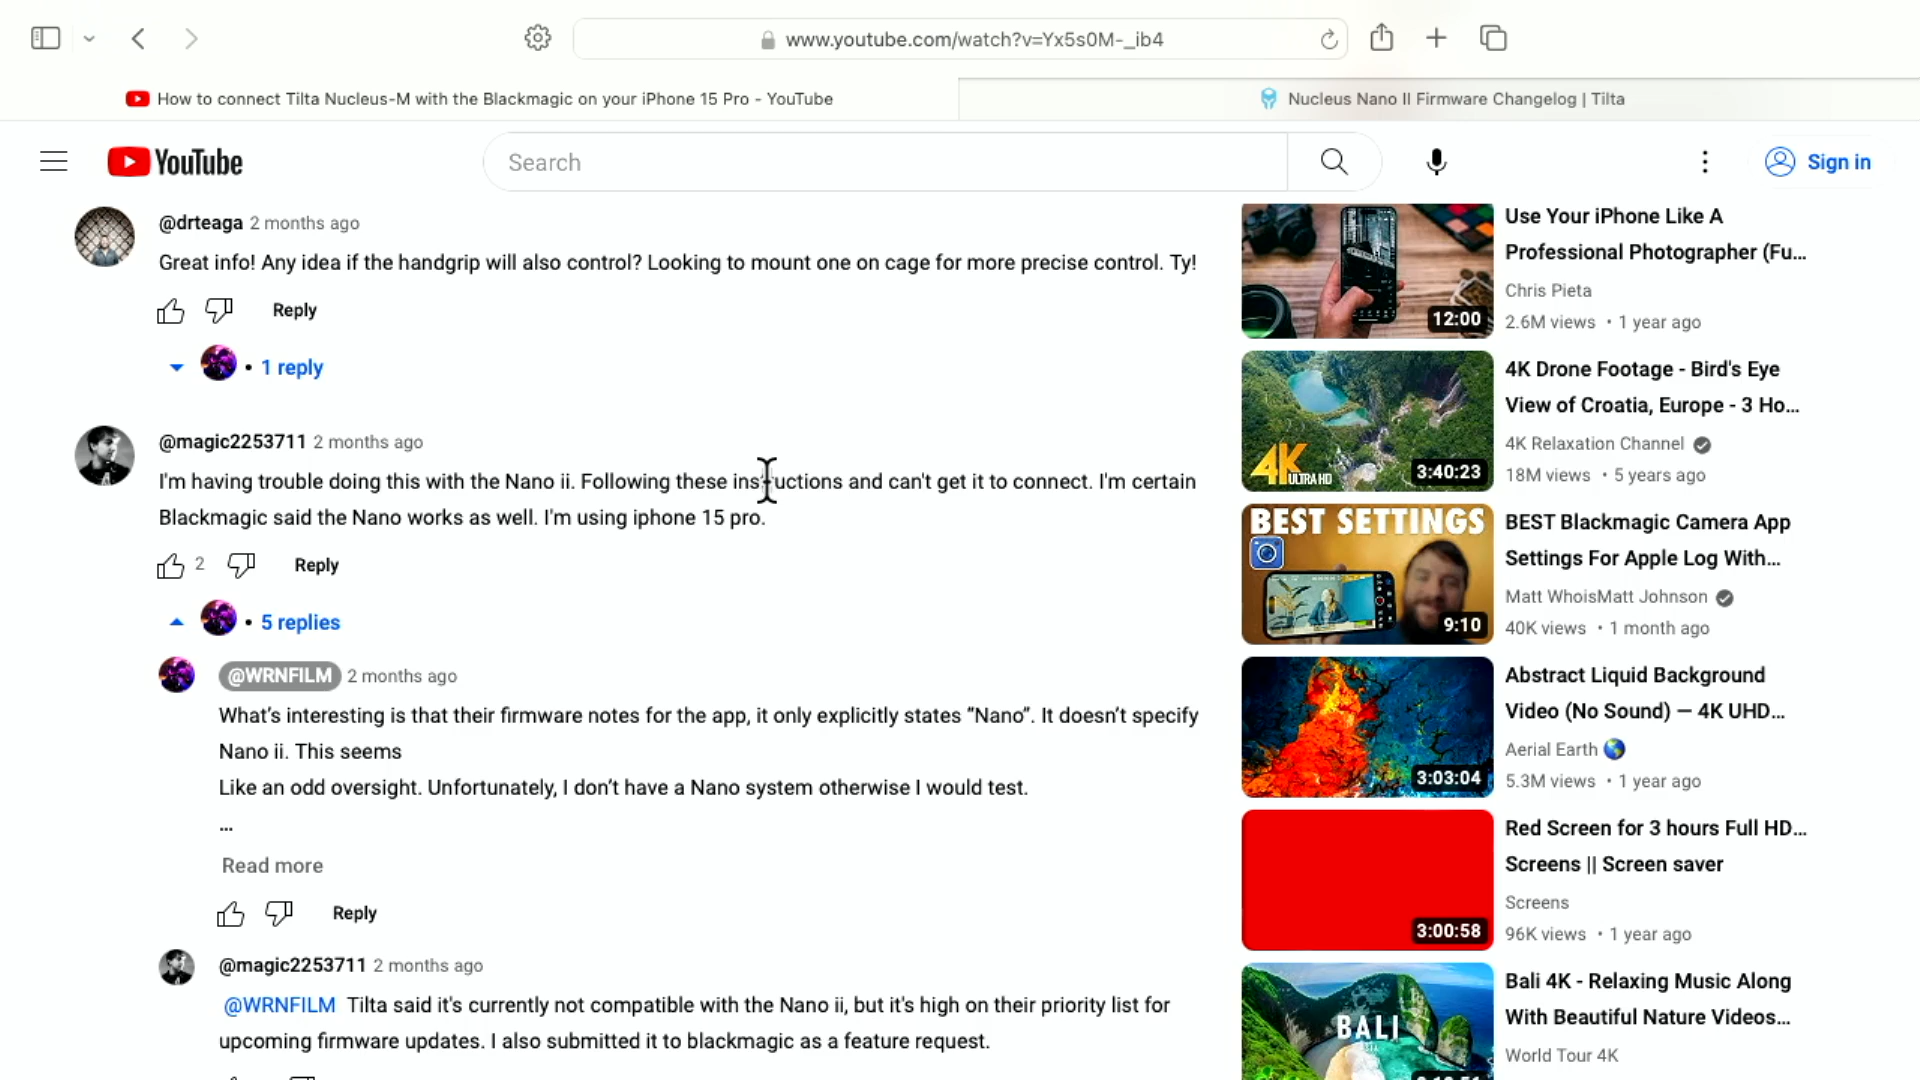 www.youtube.com/watch?v=Yx5s0M-_ib4
How to connect Tilta Nucleus-M with the Blackmagic on your iPhone 15 Pro - YouTube
Nucleus Nano II Firmware Changelog | Tilta
YouTube
Search
Sign in
@drteaga 2 months ago
Great info! Any idea if the handgrip will also control? Looking to mount one on cage for more precise control. Ty!
Reply
• 1 reply
@magic2253711 2 months ago
I'm having trouble doing this with the Nano ii. Following these instructions and can't get it to connect. I'm certain
Blackmagic said the Nano works as well. I'm using iphone 15 pro.
2
Reply
• 5 replies
@WRNFILM 2 months ago
What’s interesting is that their firmware notes for the app, it only explicitly states “Nano”. It doesn’t specify
Nano ii. This seems
Like an odd oversight. Unfortunately, I don’t have a Nano system otherwise I would test.
...
Read more
Reply
@magic2253711 2 months ago
@WRNFILM Tilta said it's currently not compatible with the Nano ii, but it's high on their priority list for
upcoming firmware updates. I also submitted it to blackmagic as a feature request.
12:00
Use Your iPhone Like A
Professional Photographer (Fu...
Chris Pieta
2.6M views • 1 year ago
4K
ULTRA HD
3:40:23
4K Drone Footage - Bird's Eye
View of Croatia, Europe - 3 Ho...
4K Relaxation Channel
18M views • 5 years ago
BEST SETTINGS
9:10
BEST Blackmagic Camera App
Settings For Apple Log With...
Matt WhoisMatt Johnson
40K views • 1 month ago
3:03:04
Abstract Liquid Background
Video (No Sound) — 4K UHD...
Aerial Earth
5.3M views • 1 year ago
3:00:58
Red Screen for 3 hours Full HD...
Screens || Screen saver
Screens
96K views • 1 year ago
BALI
Bali 4K - Relaxing Music Along
With Beautiful Nature Videos...
World Tour 4K